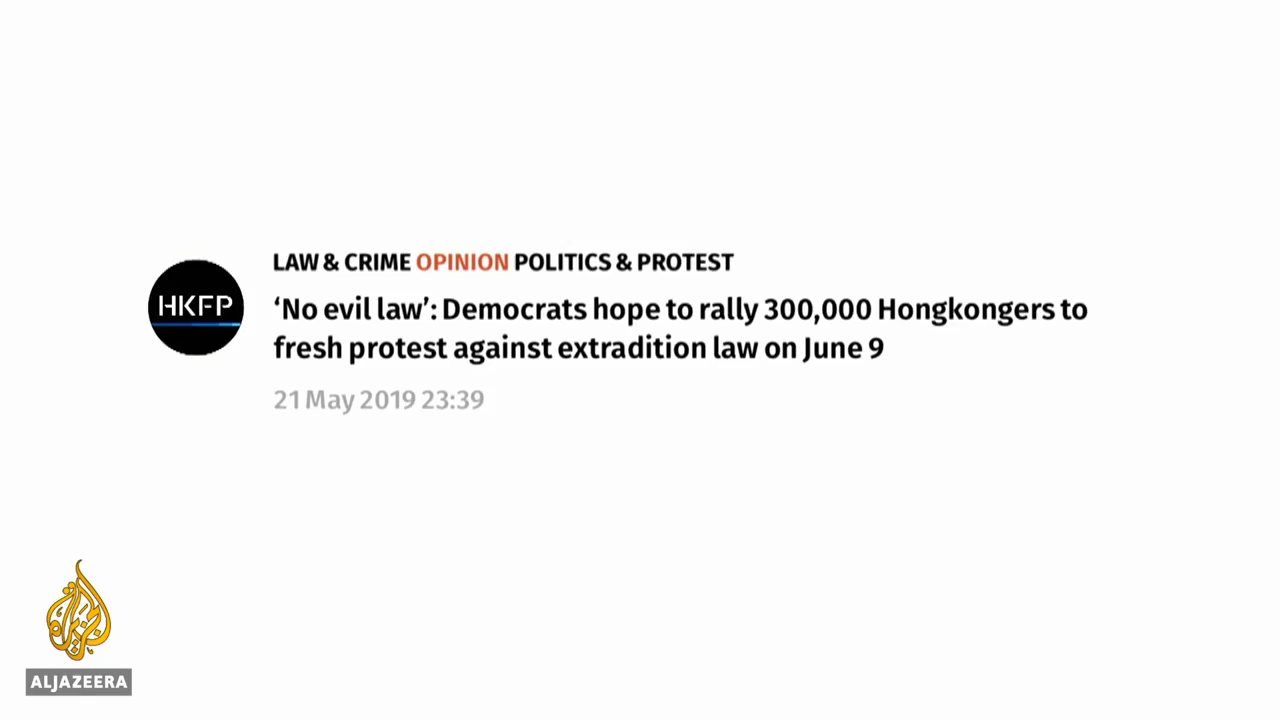 LAW & CRIME OPINION POLITICS & PROTEST
HKFP
‘No evil law’: Democrats hope to rally 300,000 Hongkongers to
fresh protest against extradition law on June 9
21 May 2019 23:39
ALJAZEERA